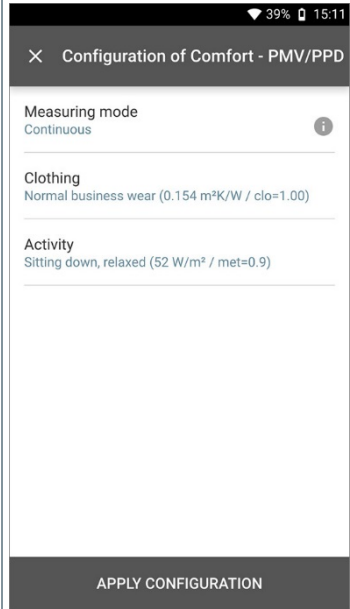 39% 15:11
Configuration of Comfort - PMV/PPD
Measuring mode
Continuous
Clothing
Normal business wear (0.154 m²K/W / clo=1.00)
Activity
Sitting down, relaxed (52 W/m² / met=0.9)
APPLY CONFIGURATION